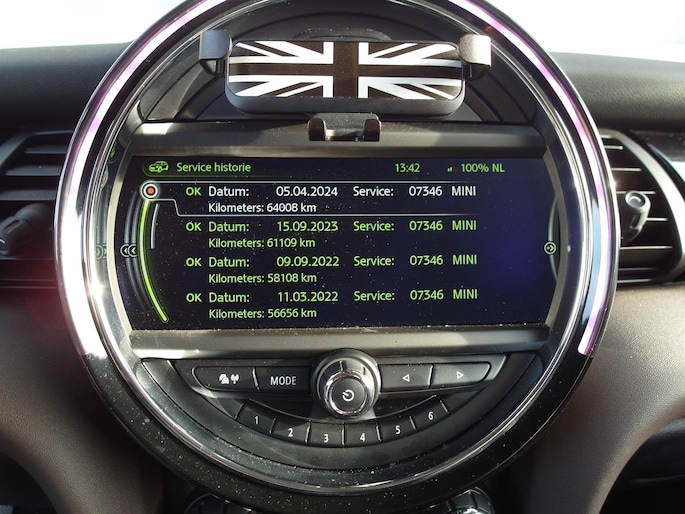 Service historie 13:42 100% NL
OK Datum: 05.04.2024 Service: 07346 MINI
Kilometers: 64008 km
OK Datum: 15.09.2023 Service: 07346 MINI
Kilometers: 61109 km
OK Datum: 09.09.2022 Service: 07346 MINI
Kilometers: 58108 km
OK Datum: 11.03.2022 Service: 07346 MINI
Kilometers: 56656 km
MODE
1 2 3 4 5 6